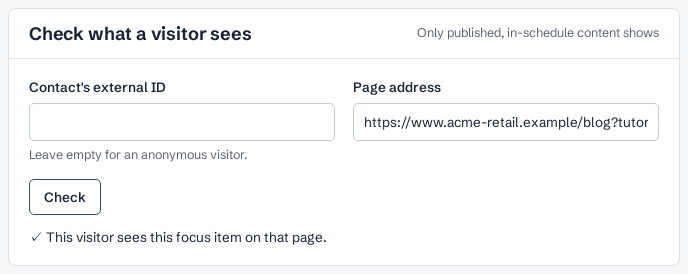 Check what a visitor sees
Only published, in-schedule content shows
Contact's external ID
Page address
https://www.acme-retail.example/blog?tutor
Leave empty for an anonymous visitor.
Check
✓ This visitor sees this focus item on that page.